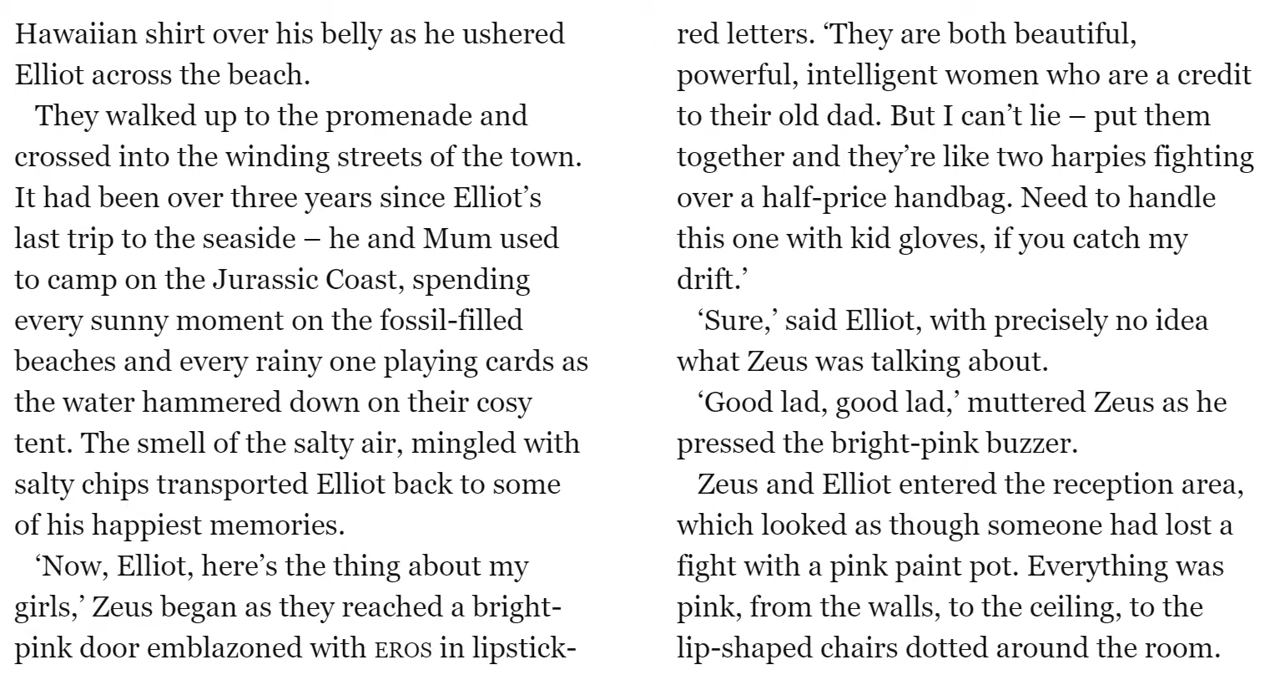 Hawaiian shirt over his belly as he ushered
Elliot across the beach.
They walked up to the promenade and
crossed into the winding streets of the town.
It had been over three years since Elliot’s
last trip to the seaside – he and Mum used
to camp on the Jurassic Coast, spending
every sunny moment on the fossil-filled
beaches and every rainy one playing cards as
the water hammered down on their cosy
tent. The smell of the salty air, mingled with
salty chips transported Elliot back to some
of his happiest memories.
‘Now, Elliot, here’s the thing about my
girls,’ Zeus began as they reached a bright-
pink door emblazoned with EROS in lipstick-
red letters. ‘They are both beautiful,
powerful, intelligent women who are a credit
to their old dad. But I can’t lie – put them
together and they’re like two harpies fighting
over a half-price handbag. Need to handle
this one with kid gloves, if you catch my
drift.’
‘Sure,’ said Elliot, with precisely no idea
what Zeus was talking about.
‘Good lad, good lad,’ muttered Zeus as he
pressed the bright-pink buzzer.
Zeus and Elliot entered the reception area,
which looked as though someone had lost a
fight with a pink paint pot. Everything was
pink, from the walls, to the ceiling, to the
lip-shaped chairs dotted around the room.